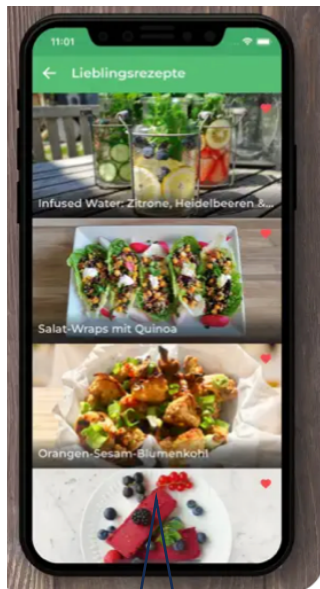 11:01
Lieblingsrezepte
Infused Water: Zitrone, Heidelbeeren &...
Salat-Wraps mit Quinoa
Orangen-Sesam-Blumenkohl